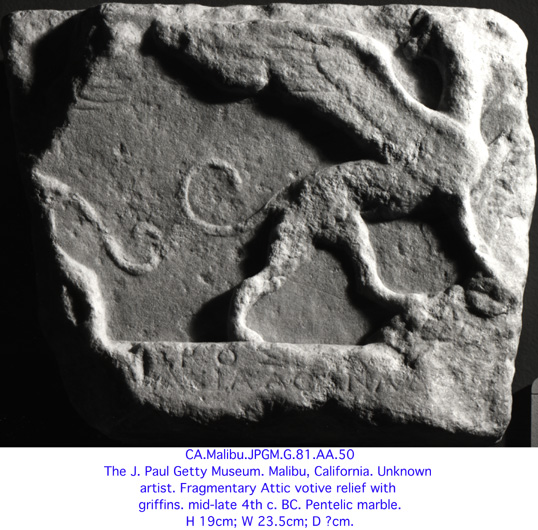 ΑΘΗΝΑ
CA.Malibu.JPGM.G.81.AA.50
The J. Paul Getty Museum. Malibu, California. Unknown
artist. Fragmentary Attic votive relief with
griffins. mid-late 4th c. BC. Pentelic marble.
H 19cm; W 23.5cm; D ?cm.